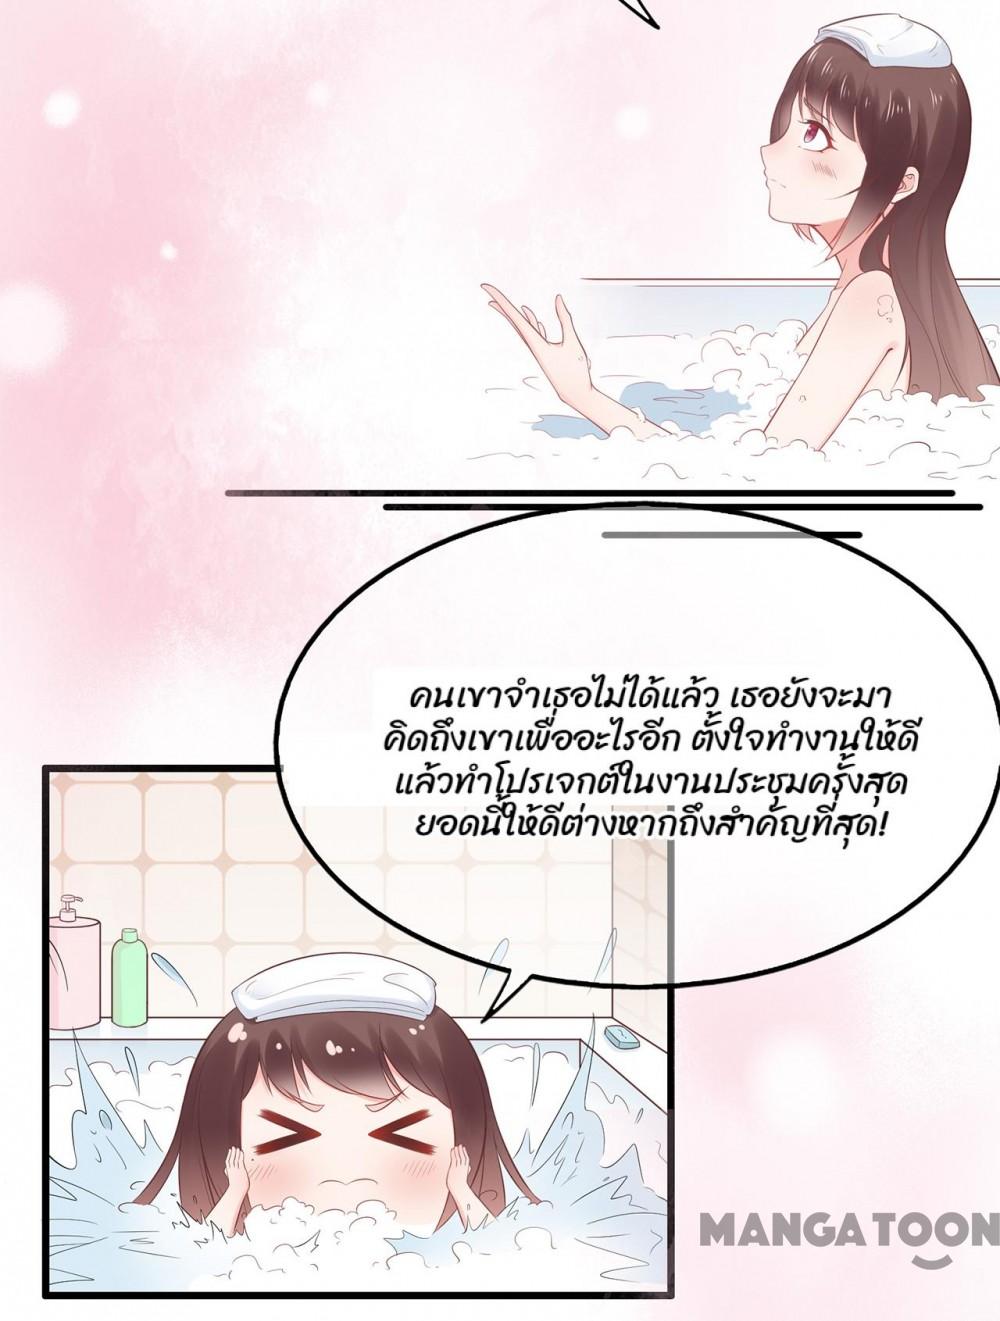 คนเขาจำเธอไม่ได้แล้ว เธอยังจะมา
คิดถึงเขาเพื่ออะไรอีก ตั้งใจทำงานให้ดี
แล้วทำโปรเจกต์ในงานประชุมครั้งสุด
ยอดนี้ให้ดีต่างหากถึงสำคัญที่สุด!
MANGATOON